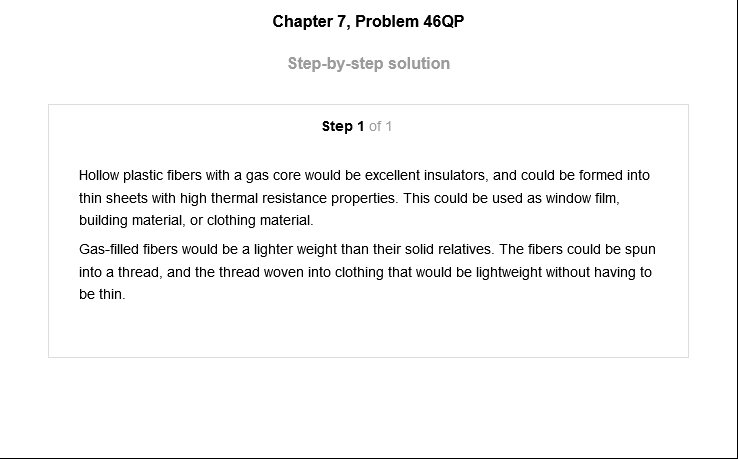 Chapter 7, Problem 46QP
Step-by-step solution
Step 1 of 1
Hollow plastic fibers with a gas core would be excellent insulators, and could be formed into
thin sheets with high thermal resistance properties. This could be used as window film,
building material, or clothing material.
Gas-filled fibers would be a lighter weight than their solid relatives. The fibers could be spun
into a thread, and the thread woven into clothing that would be lightweight without having to
be thin.